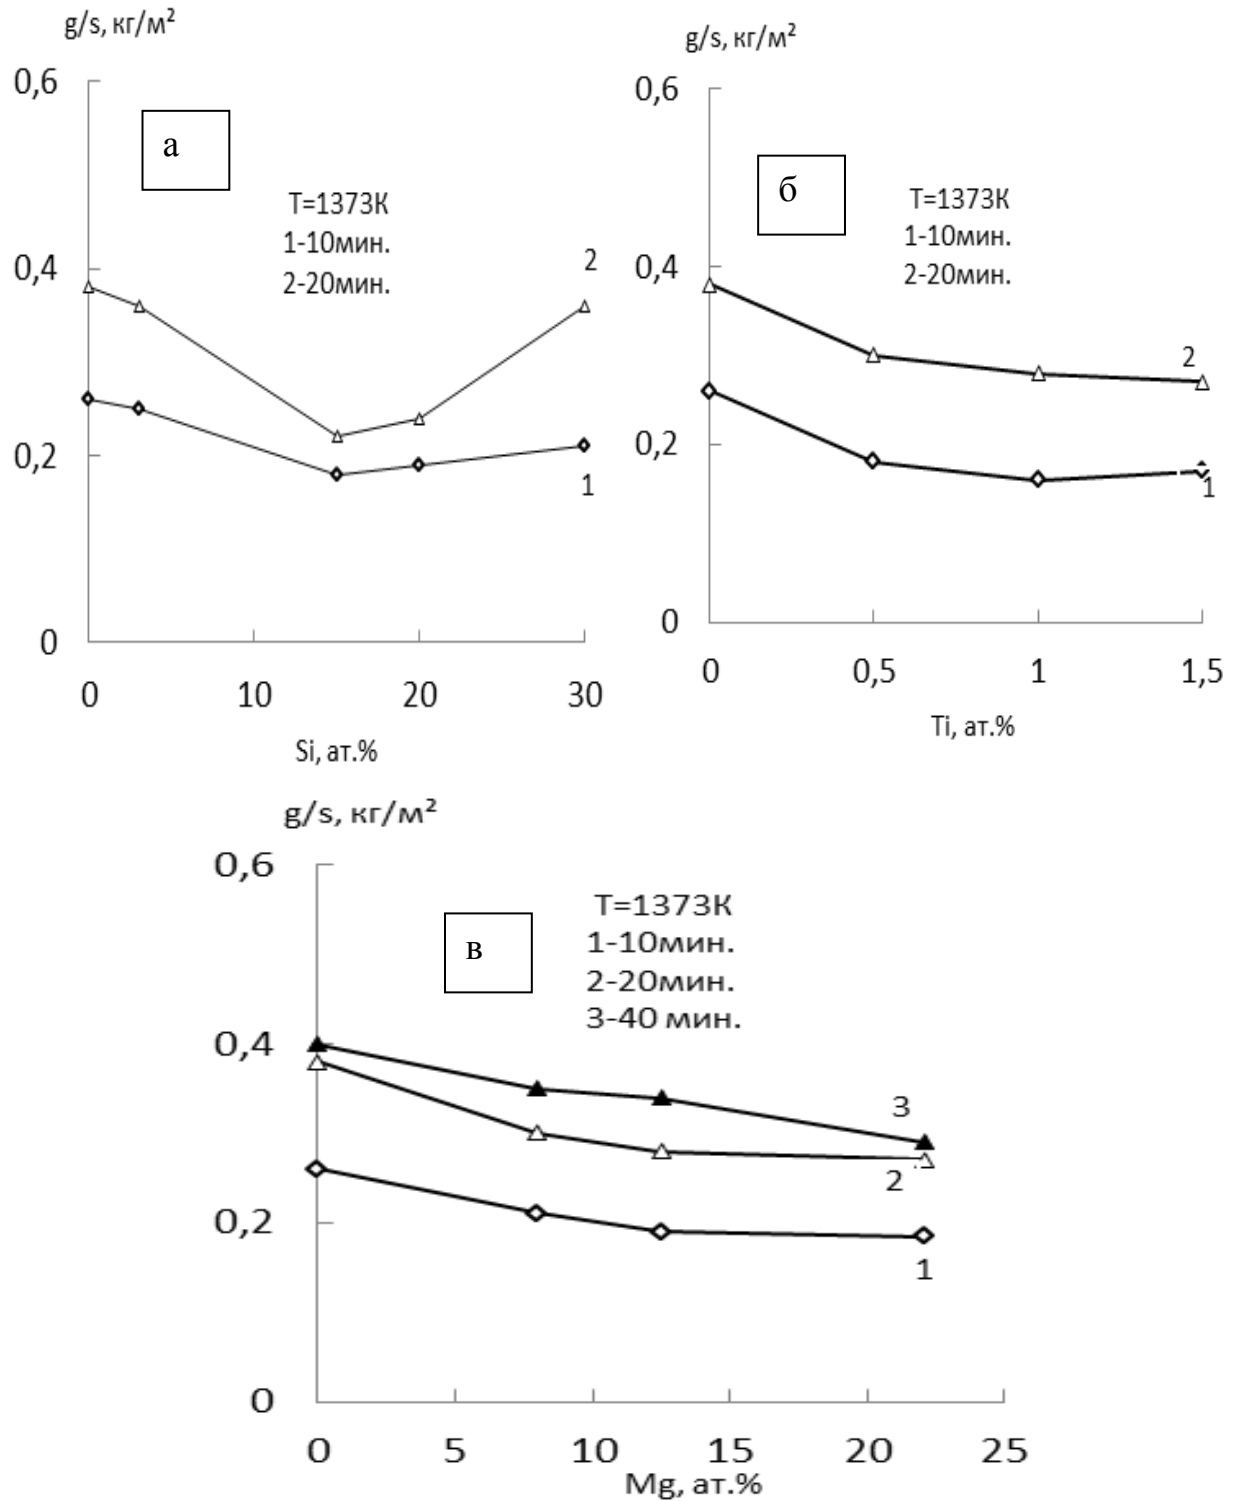 g/s, кг/м²
0,6
а
T=1373К
1-10мин.
2-20мин.
0,4
2
0,2
1
0
0 10 20 30
Si, ат.%
g/s, кг/м²
0,6
б
T=1373К
1-10мин.
2-20мин.
0,4
2
0,2
1
0
0 0,5 1 1,5
Ti, ат.%
g/s, кг/м²
0,6
в
T=1373К
1-10мин.
2-20мин.
3-40 мин.
0,4
3
2
0,2
1
0
0 5 10 15 20 25
Mg, ат.%